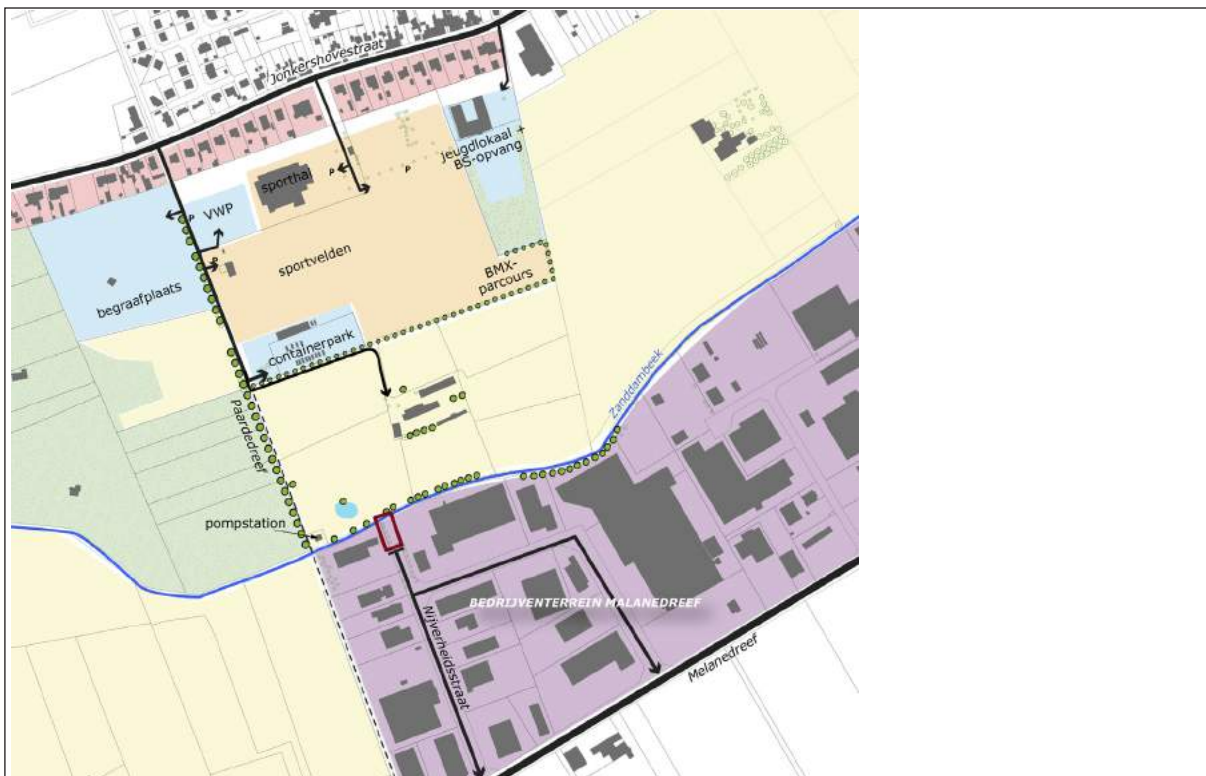 Jonkershovestraat
jeugdlokaal +
BS-opvang
sporthal
P
P
P
VWP
sportvelden
P
begraafplaats
BMX-
parcours
containerpark
Zanddambeek
Paardedreef
pompstation
BEDRIJVENTERREIN MALANEDREEF
Nijverheidsstraat
Melanedreef